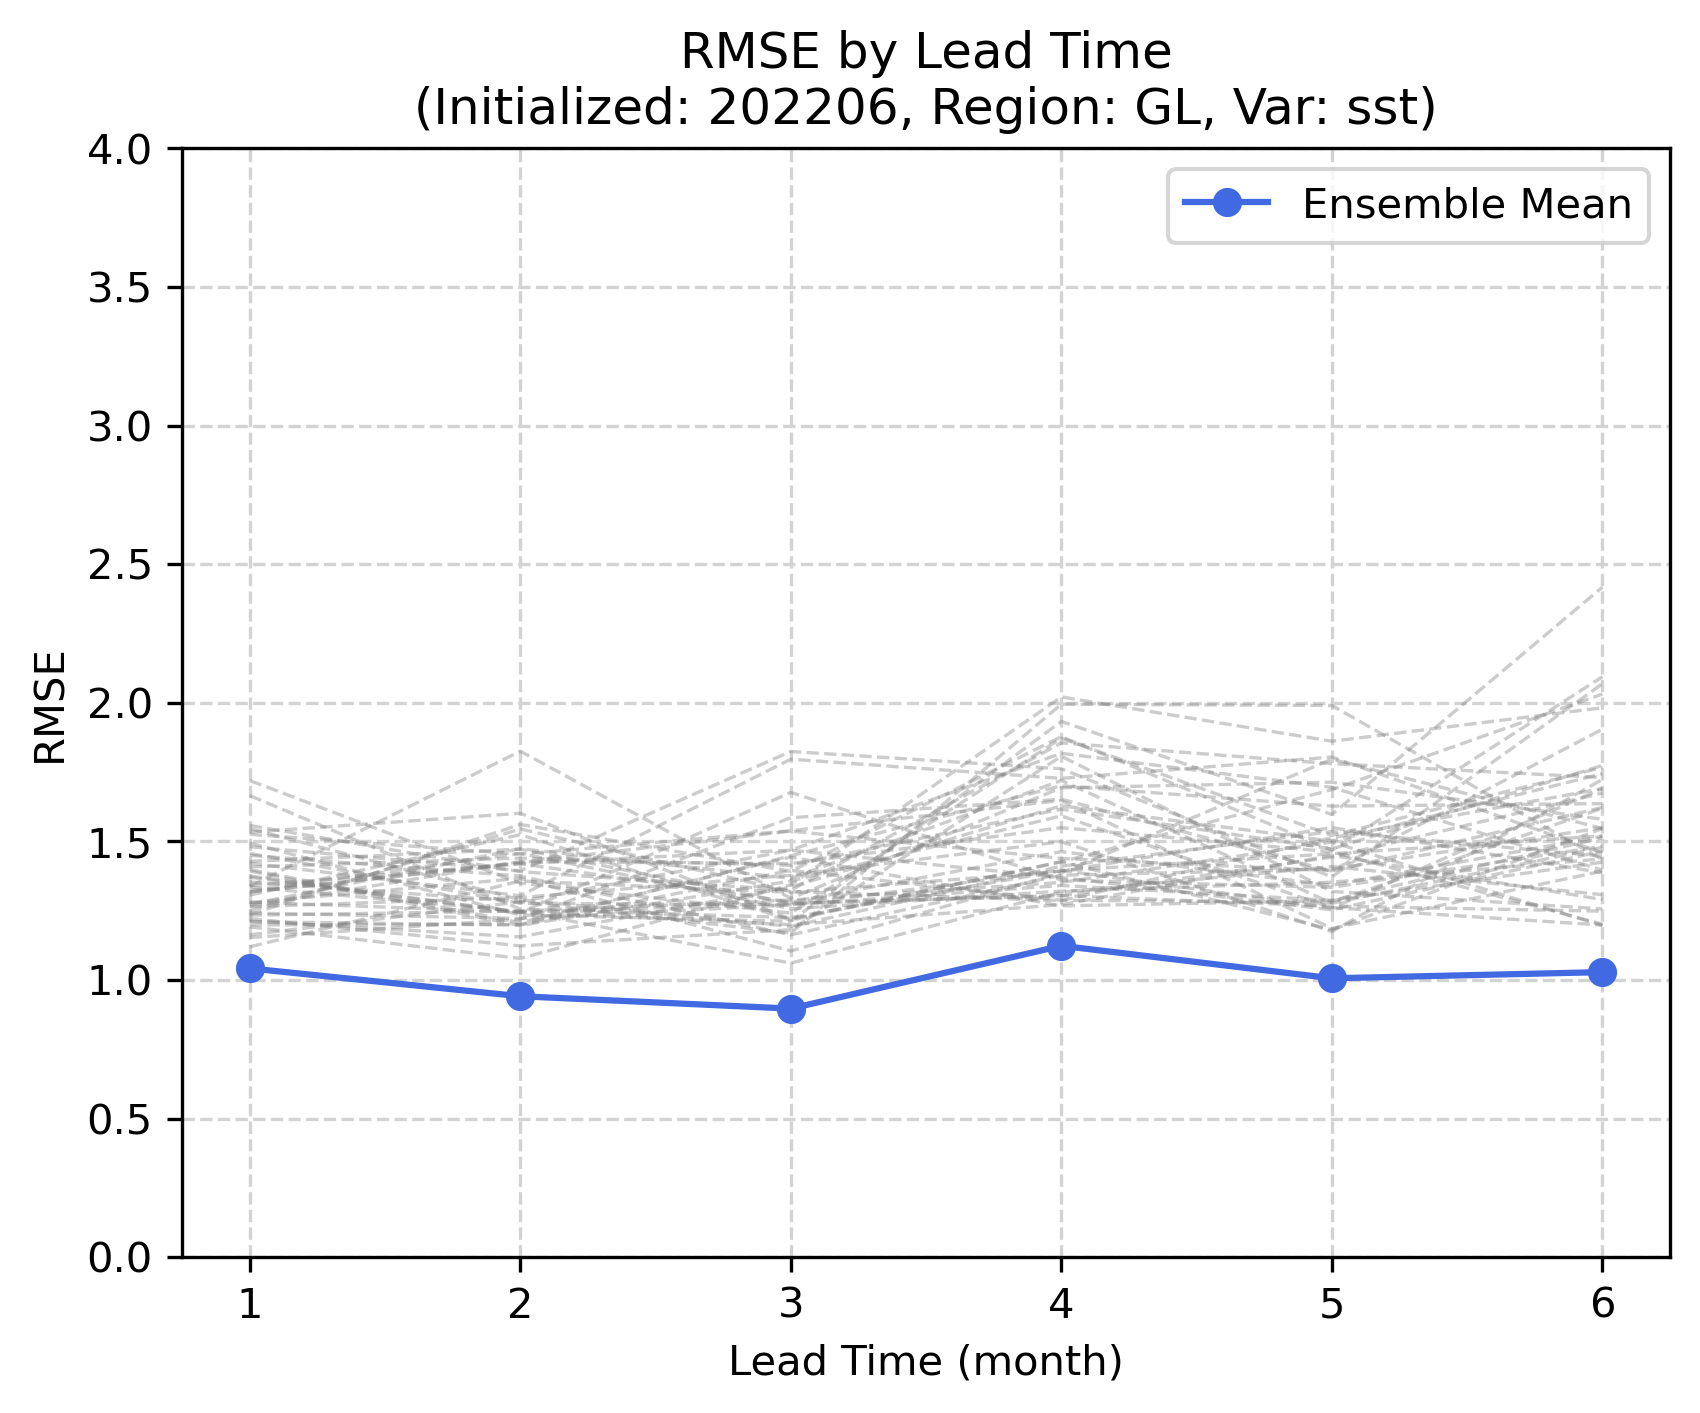 RMSE by Lead Time
(Initialized: 202206, Region: GL, Var: sst)
Ensemble Mean
RMSE
4.0
3.5
3.0
2.5
2.0
1.5
1.0
0.5
0.0
1 2 3 4 5 6
Lead Time (month)